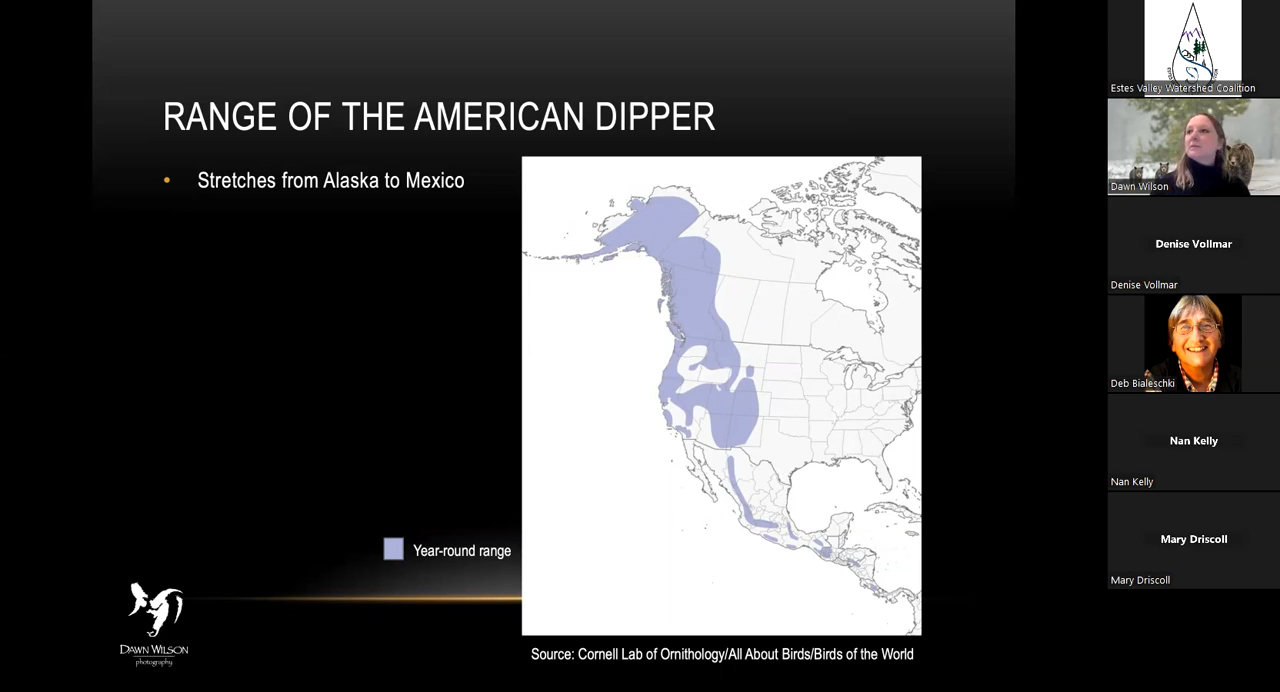 RANGE OF THE AMERICAN DIPPER
• Stretches from Alaska to Mexico
Year-round range
Source: Cornell Lab of Ornithology/All About Birds/Birds of the World
DAWN WILSON
photography
Estes Valley Watershed Coalition
Dawn Wilson
Denise Vollmar
Denise Vollmar
Deb Bialeschki
Nan Kelly
Nan Kelly
Mary Driscoll
Mary Driscoll